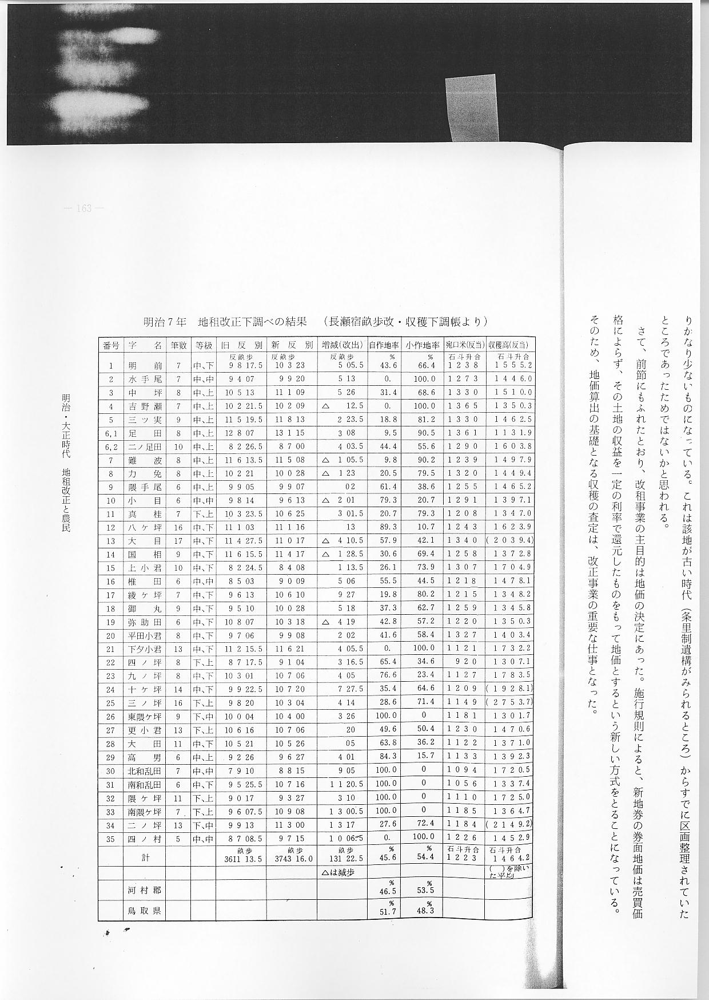 りかなり少ないものになっている。これは該地が古い時代（条里制遺構がみられるところ）からすでに区画整理されていた
ところであったためではないかと思われる。
さて、前節にもふれたとおり、改租事業の主目的は地価の決定にあった。施行規則によると、新地券の券面地価は売買価
格によらず、その土地の収益を一定の利率で還元したものをもって地価とするという新しい方式をとることになっている。
そのため、地価算出の基礎となる収穫の査定は、改正事業の重要な仕事となった。
明治7年 地租改正下調べの結果 （長瀬宿畝歩改・収穫下調帳より）
番号 字名 筆数 等級 旧反別 新反別 増減(改出) 自作地率 小作地率 宛口米(反当) 収穫高(反当)
反畝歩 反畝歩 反畝歩 % % 石斗升合 石斗升合
1 明前 7 中、下 9 8 17.5 10 3 23 5 05.5 43.6 66.4 1 2 3 8 1 5 5 5.2
2 水手尾 7 中、中 9 4 07 9 9 20 5 13 0. 100.0 1 2 7 3 1 4 4 6.0
3 中坪 8 中、上 10 5 13 11 1 09 5 26 31.4 68.6 1 3 3 0 1 5 1 0.0
4 吉野瀬 7 中、上 10 2 21.5 10 2 09 △ 12.5 0. 100.0 1 3 6 5 1 3 5 0.3
5 三ッ実 9 中、上 11 5 19.5 11 8 13 2 23.5 18.8 81.2 1 3 3 0 1 4 6 2.5
6,1 足田 8 中、上 12 8 07 13 1 15 3 08 9.5 90.5 1 3 6 1 1 1 3 1.9
6,2 二ノ足田 10 中、上 8 2 26.5 8 7 00 4 03.5 44.4 55.6 1 2 9 0 1 6 0 3.8
7 難波 8 中、上 11 6 13.5 11 5 08 △ 1 05.5 9.8 90.2 1 2 3 9 1 4 9 7.9
8 力免 8 中、上 10 2 21 10 0 28 △ 1 23 20.5 79.5 1 3 2 0 1 4 4 9.4
9 隈手尾 6 中、上 9 9 05 9 9 07 02 61.4 38.6 1 2 5 5 1 4 6 5.2
10 小目 6 中、中 9 8 14 9 6 13 △ 2 01 79.3 20.7 1 2 9 1 1 3 9 7.1
11 真桂 7 下、上 10 3 23.5 10 6 25 3 01.5 20.7 79.3 1 2 0 8 1 3 4 7.0
12 八ケ坪 16 中、下 11 1 03 11 1 16 13 89.3 10.7 1 2 4 3 1 6 2 3.9
13 大目 17 中、下 11 4 27.5 11 0 17 △ 4 10.5 57.9 42.1 1 3 4 0 (2 0 3 9.4)
14 国相 9 中、下 11 6 15.5 11 4 17 △ 1 28.5 30.6 69.4 1 2 5 8 1 3 7 2.8
15 上小君 10 中、下 8 2 24.5 8 4 08 1 13.5 26.1 73.9 1 3 0 7 1 7 0 4.9
16 椎田 6 中、中 8 5 03 9 0 09 5 06 55.5 44.5 1 2 1 8 1 4 7 8.1
17 綾ケ坪 7 中、下 9 6 13 10 6 10 9 27 19.8 80.2 1 2 1 5 1 3 4 8.2
18 御丸 9 中、下 9 5 10 10 0 28 5 18 37.3 62.7 1 2 5 9 1 3 4 5.8
19 弥助田 6 中、下 10 8 07 10 3 18 △ 4 19 42.8 57.2 1 2 2 0 1 3 5 0.3
20 平田小君 8 中、下 9 7 06 9 9 08 2 02 41.6 58.4 1 3 2 7 1 4 0 3.4
21 下夕小君 13 中、下 11 2 15.5 11 6 21 4 05.5 0. 100.0 1 1 2 1 1 7 3 2.2
22 四ノ坪 8 下、上 8 7 17.5 9 1 04 3 16.5 65.4 34.6 9 2 0 1 3 0 7.1
23 九ノ坪 8 中、下 10 3 01 10 7 06 4 05 76.6 23.4 1 1 2 7 1 7 8 3.5
24 十ケ坪 14 中、下 9 9 22.5 10 7 20 7 27.5 35.4 64.6 1 2 0 9 (1 9 2 8.1)
25 三ノ坪 16 下、上 9 8 20 10 3 04 4 14 28.6 71.4 1 1 4 9 (2 7 5 3.7)
26 東隈ケ坪 9 下、中 10 0 04 10 4 00 3 26 100.0 0 1 1 8 1 1 3 0 1.7
27 更小君 13 下、上 10 6 16 10 7 06 20 49.6 50.4 1 2 3 0 1 4 7 0.6
28 大田 11 中、下 10 5 21 10 5 26 05 63.8 36.2 1 1 2 2 1 3 7 1.0
29 高男 6 中、上 9 2 26 9 6 27 4 01 84.3 15.7 1 1 3 3 1 3 9 2.3
30 北和乱田 7 中、中 7 9 10 8 8 15 9 05 100.0 0 1 0 9 4 1 7 2 0.5
31 南和乱田 6 中、下 9 5 25.5 10 7 16 1 1 20.5 100.0 0 1 0 5 6 1 3 3 7.4
32 隈ケ坪 11 下、上 9 0 17 9 3 27 3 10 100.0 0 1 1 1 0 1 7 2 5.0
33 南隈ケ坪 7 下、上 9 6 07.5 10 9 08 1 3 00.5 100.0 0 1 1 8 5 1 3 6 4.7
34 二ノ坪 13 下、中 9 9 13 11 3 00 1 3 17 27.6 72.4 1 1 8 4 (2 1 4 9.2)
35 四ノ村 5 中、中 8 7 08.5 9 7 15 1 0 06.5 0. 100.0 1 2 2 6 1 4 5 2.9
畝歩 畝歩 畝歩 % % 石斗升合 石斗升合
計 3611 13.5 3743 16.0 131 22.5 45.6 54.4 1 2 2 3 1 4 6 4.2
△は減歩 （ ）を除いた平均
河村郡 % 46.5 % 53.5
鳥取県 % 51.7 % 48.3
明治・大正時代 地租改正と農民
— 163 —